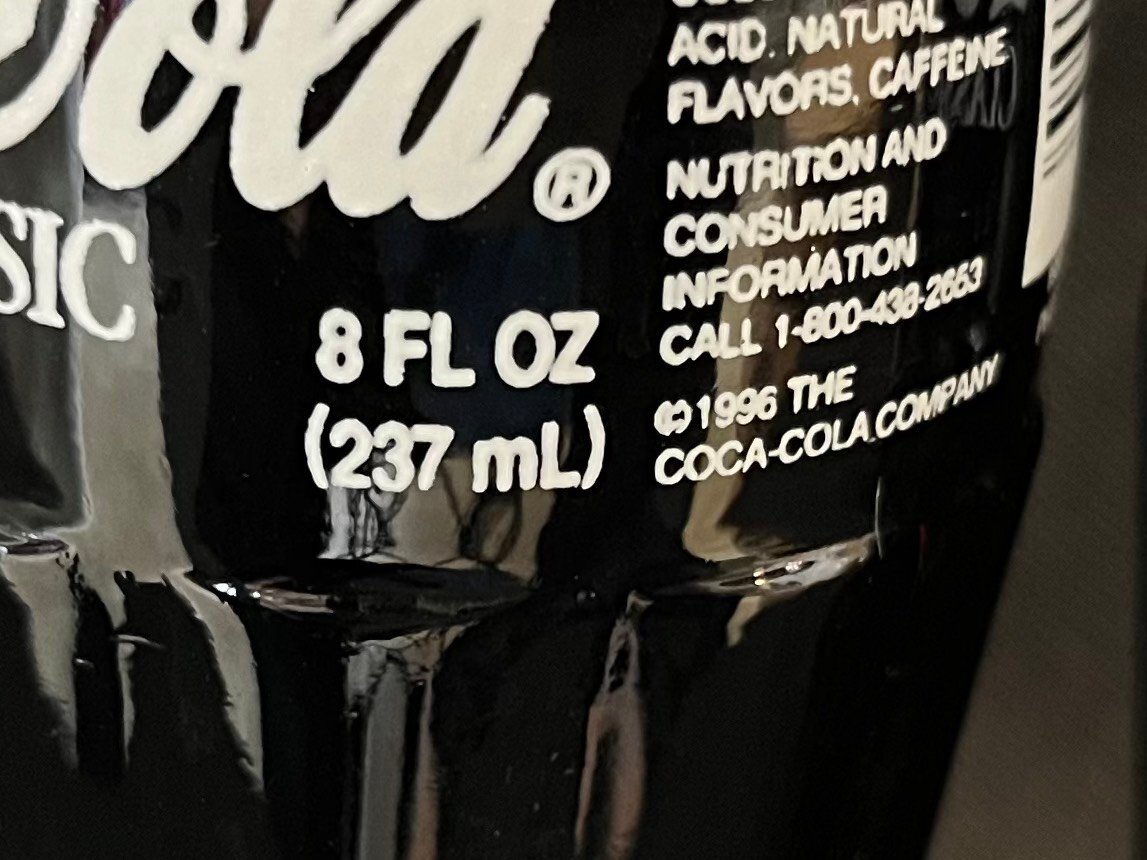 Cola®
SIC
8 FL OZ
(237 mL)
ACID, NATURAL
FLAVORS, CAFFEINE
NUTRITION AND
CONSUMER
INFORMATION
CALL 1-800-438-2653
©1996 THE
COCA-COLA COMPANY